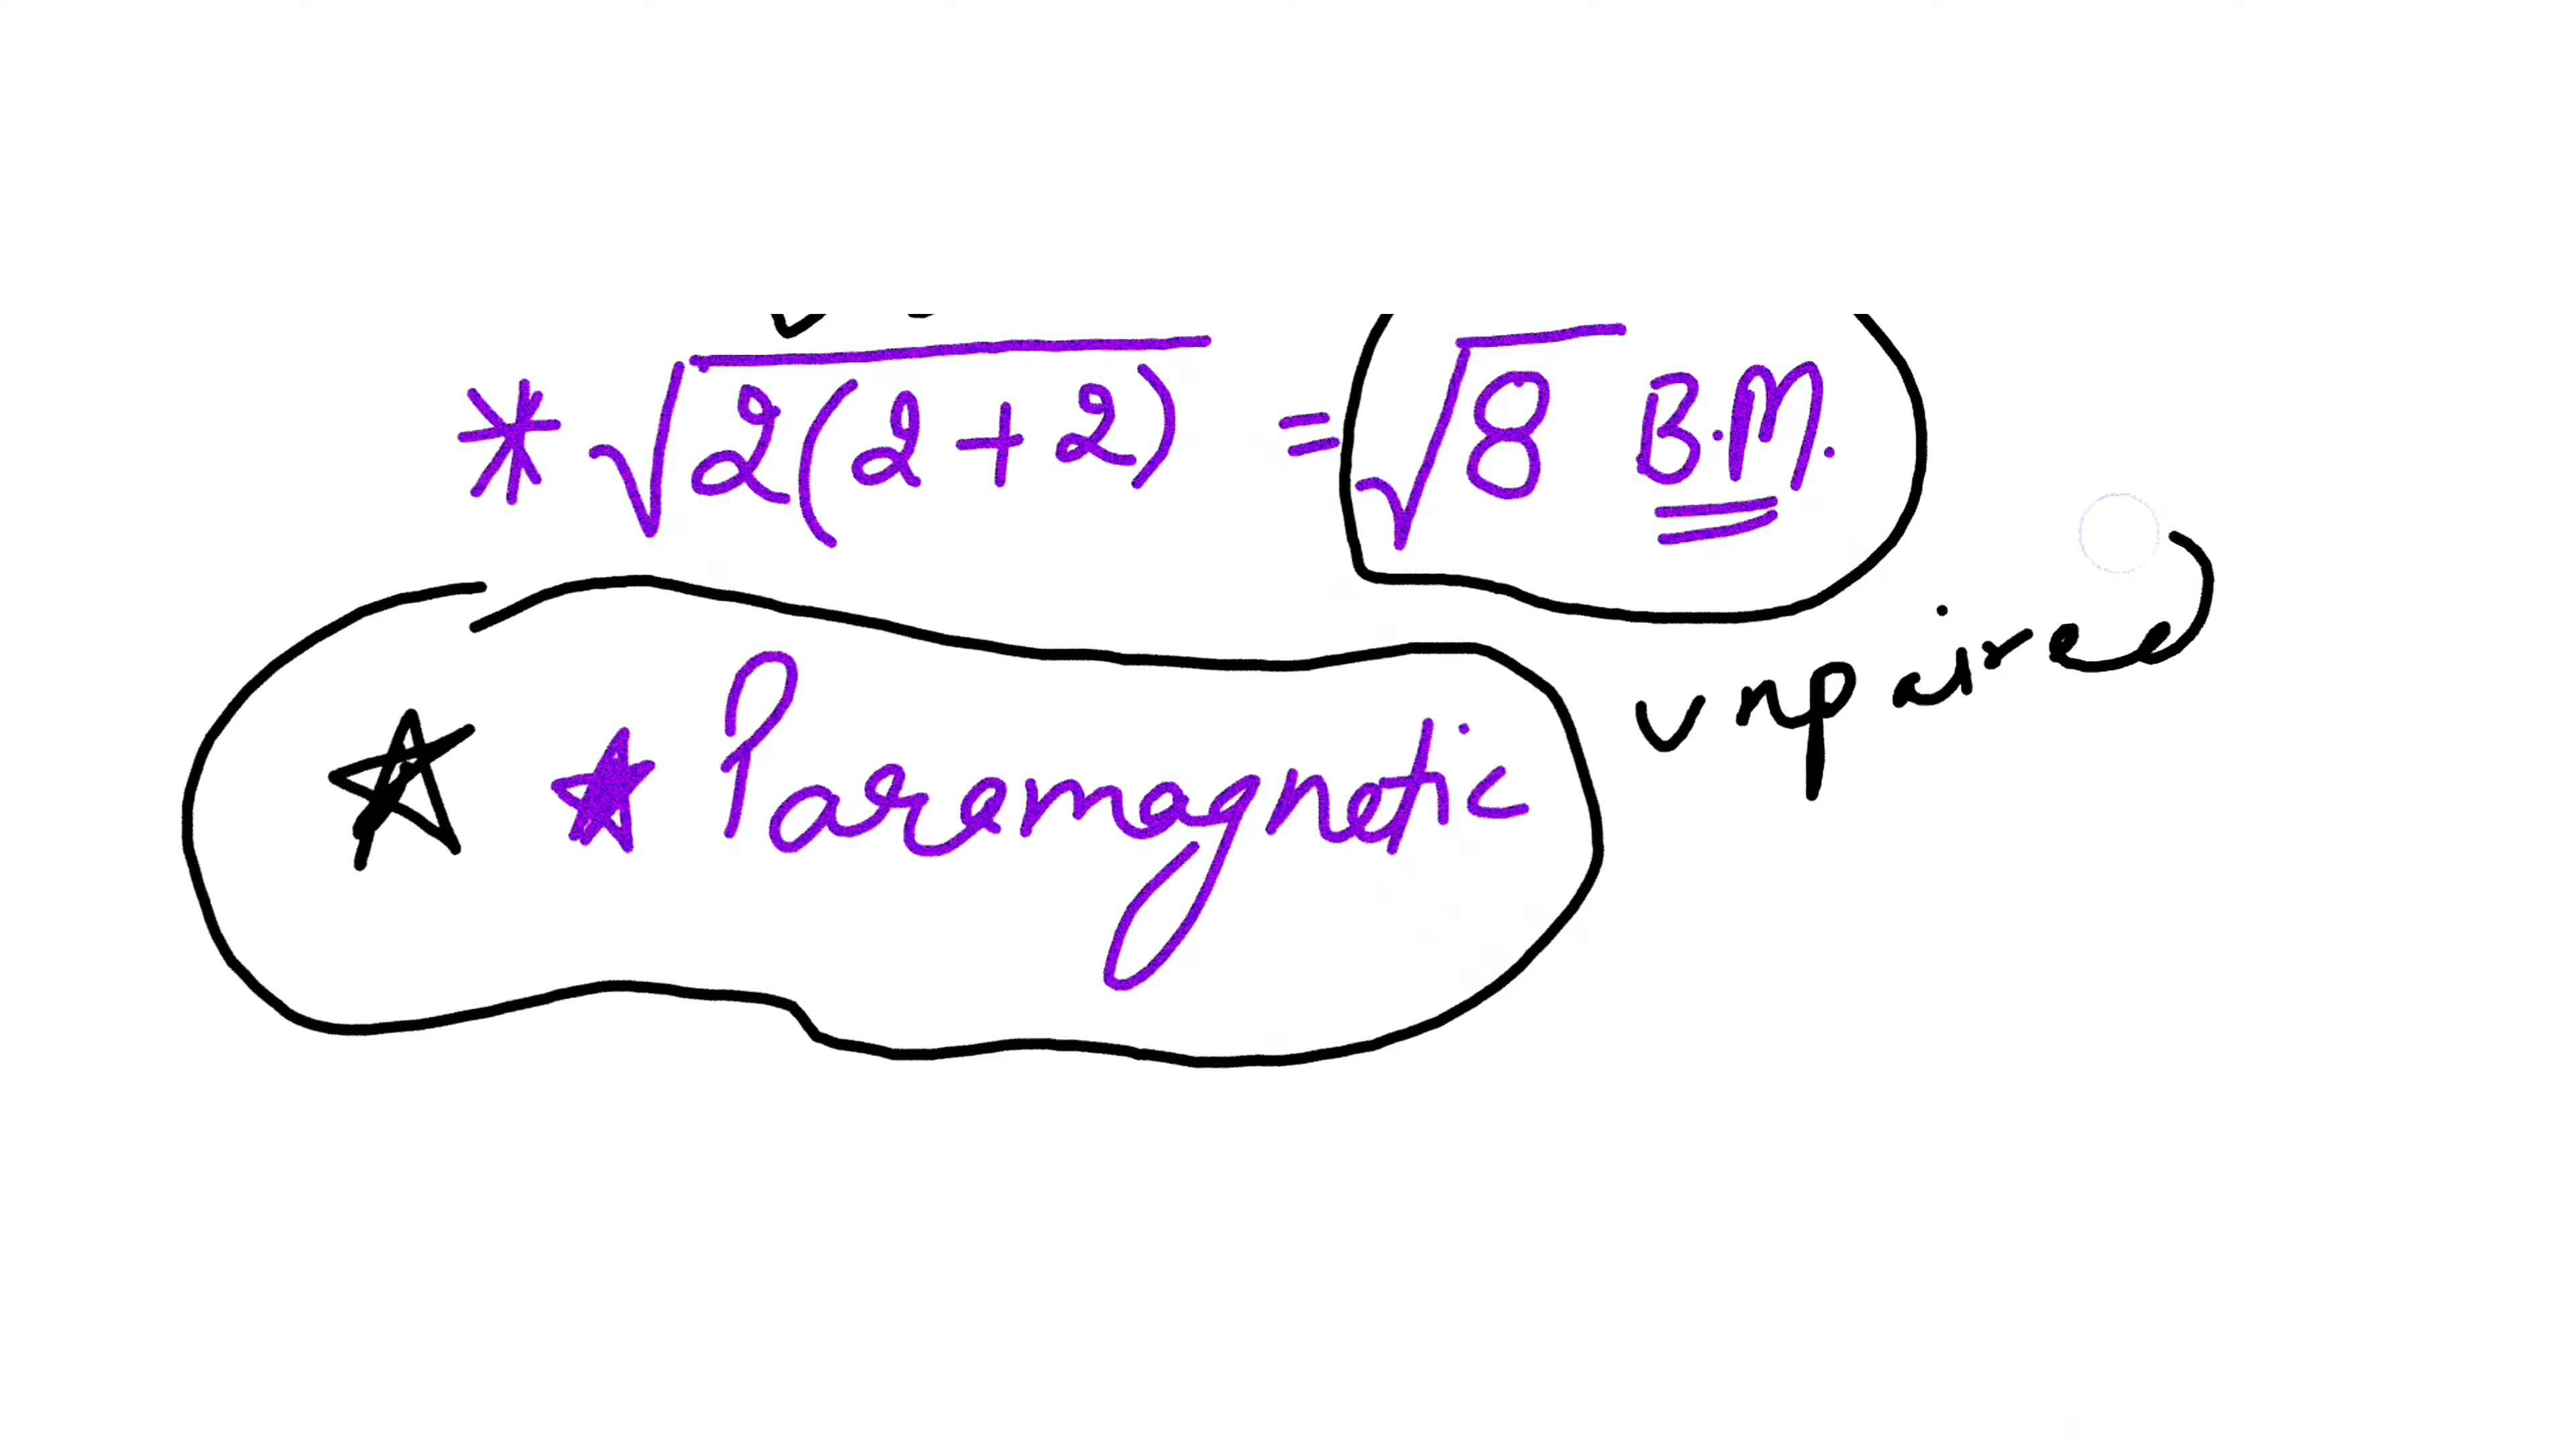 * √2(2+2) = √8 B.M.
unpaired
☆ ★ Paramagnetic